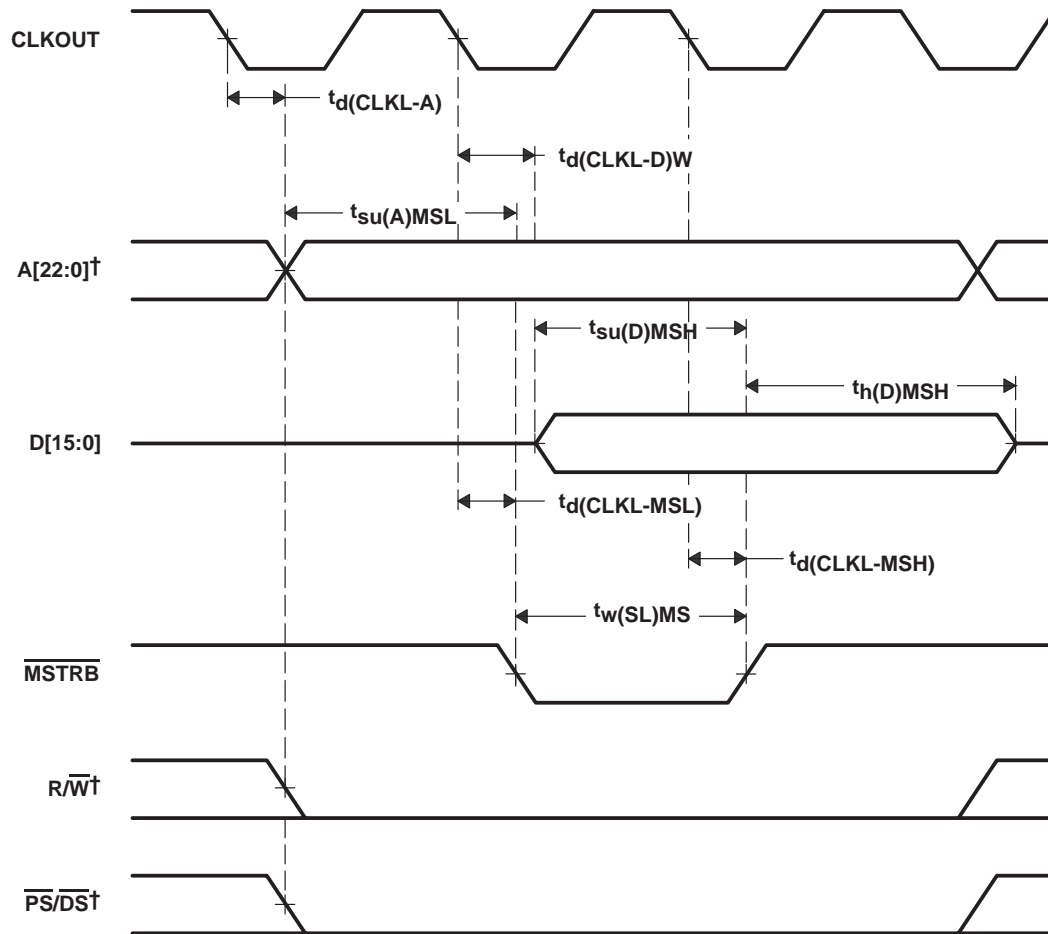 CLKOUT
td(CLKL-A)
td(CLKL-D)W
tsu(A)MSL
A[22:0]†
tsu(D)MSH
th(D)MSH
D[15:0]
td(CLKL-MSL)
td(CLKL-MSH)
tw(SL)MS
MSTRB
R/W†
PS/DS†